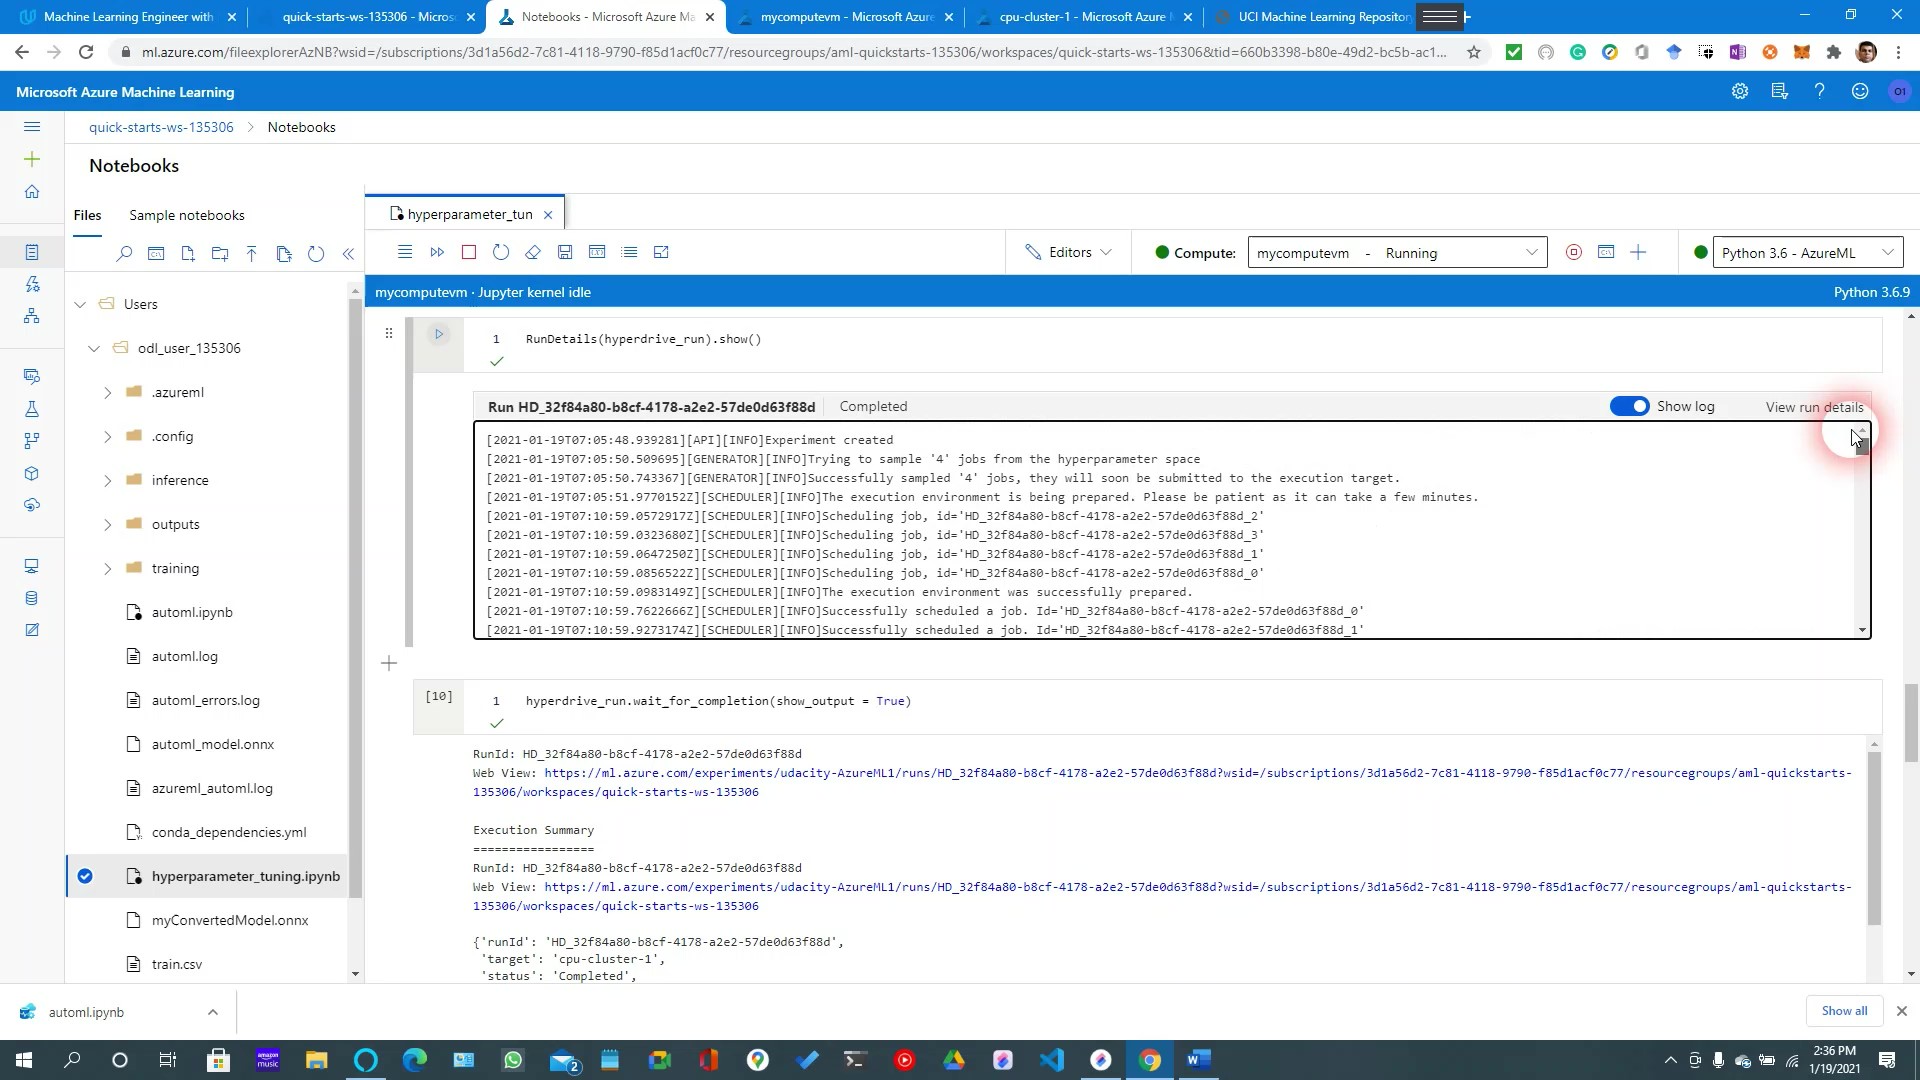 Machine Learning Engineer with
quick-starts-ws-135306 - Micros
Notebooks - Microsoft Azure Ma
mycomputevm - Microsoft Azure
cpu-cluster-1 - Microsoft Azure
UCI Machine Learning Repository
ml.azure.com/fileexplorerAzNB?wsid=/subscriptions/3d1a56d2-7c81-4118-9790-f85d1acf0c77/resourcegroups/aml-quickstarts-135306/workspaces/quick-starts-ws-135306&tid=660b3398-b80e-49d2-bc5b-ac1...
Microsoft Azure Machine Learning
O1
quick-starts-ws-135306 > Notebooks
Notebooks
Files
Sample notebooks
hyperparameter_tun
Editors
Compute:
mycomputevm - Running
Python 3.6 - AzureML
mycomputevm · Jupyter kernel idle
Python 3.6.9
Users
odl_user_135306
.azureml
.config
inference
outputs
training
automl.ipynb
automl.log
automl_errors.log
automl_model.onnx
azureml_automl.log
conda_dependencies.yml
hyperparameter_tuning.ipynb
myConvertedModel.onnx
train.csv
1 RunDetails(hyperdrive_run).show()
Run HD_32f84a80-b8cf-4178-a2e2-57de0d63f88d
Completed
Show log
View run details
[2021-01-19T07:05:48.939281][API][INFO]Experiment created
[2021-01-19T07:05:50.509695][GENERATOR][INFO]Trying to sample '4' jobs from the hyperparameter space
[2021-01-19T07:05:50.743367][GENERATOR][INFO]Successfully sampled '4' jobs, they will soon be submitted to the execution target.
[2021-01-19T07:05:51.9770152Z][SCHEDULER][INFO]The execution environment is being prepared. Please be patient as it can take a few minutes.
[2021-01-19T07:10:59.0572917Z][SCHEDULER][INFO]Scheduling job, id='HD_32f84a80-b8cf-4178-a2e2-57de0d63f88d_2'
[2021-01-19T07:10:59.0323680Z][SCHEDULER][INFO]Scheduling job, id='HD_32f84a80-b8cf-4178-a2e2-57de0d63f88d_3'
[2021-01-19T07:10:59.0647250Z][SCHEDULER][INFO]Scheduling job, id='HD_32f84a80-b8cf-4178-a2e2-57de0d63f88d_1'
[2021-01-19T07:10:59.0856522Z][SCHEDULER][INFO]Scheduling job, id='HD_32f84a80-b8cf-4178-a2e2-57de0d63f88d_0'
[2021-01-19T07:10:59.0983149Z][SCHEDULER][INFO]The execution environment was successfully prepared.
[2021-01-19T07:10:59.7622666Z][SCHEDULER][INFO]Successfully scheduled a job. Id='HD_32f84a80-b8cf-4178-a2e2-57de0d63f88d_0'
[2021-01-19T07:10:59.9273174Z][SCHEDULER][INFO]Successfully scheduled a job. Id='HD_32f84a80-b8cf-4178-a2e2-57de0d63f88d_1'
[10] 1 hyperdrive_run.wait_for_completion(show_output = True)
RunId: HD_32f84a80-b8cf-4178-a2e2-57de0d63f88d
Web View: https://ml.azure.com/experiments/udacity-AzureML1/runs/HD_32f84a80-b8cf-4178-a2e2-57de0d63f88d?wsid=/subscriptions/3d1a56d2-7c81-4118-9790-f85d1acf0c77/resourcegroups/aml-quickstarts-
135306/workspaces/quick-starts-ws-135306
Execution Summary
=================
RunId: HD_32f84a80-b8cf-4178-a2e2-57de0d63f88d
Web View: https://ml.azure.com/experiments/udacity-AzureML1/runs/HD_32f84a80-b8cf-4178-a2e2-57de0d63f88d?wsid=/subscriptions/3d1a56d2-7c81-4118-9790-f85d1acf0c77/resourcegroups/aml-quickstarts-
135306/workspaces/quick-starts-ws-135306
{'runId': 'HD_32f84a80-b8cf-4178-a2e2-57de0d63f88d',
'target': 'cpu-cluster-1',
'status': 'Completed',
automl.ipynb
Show all
amazon music
2
2:36 PM
1/19/2021